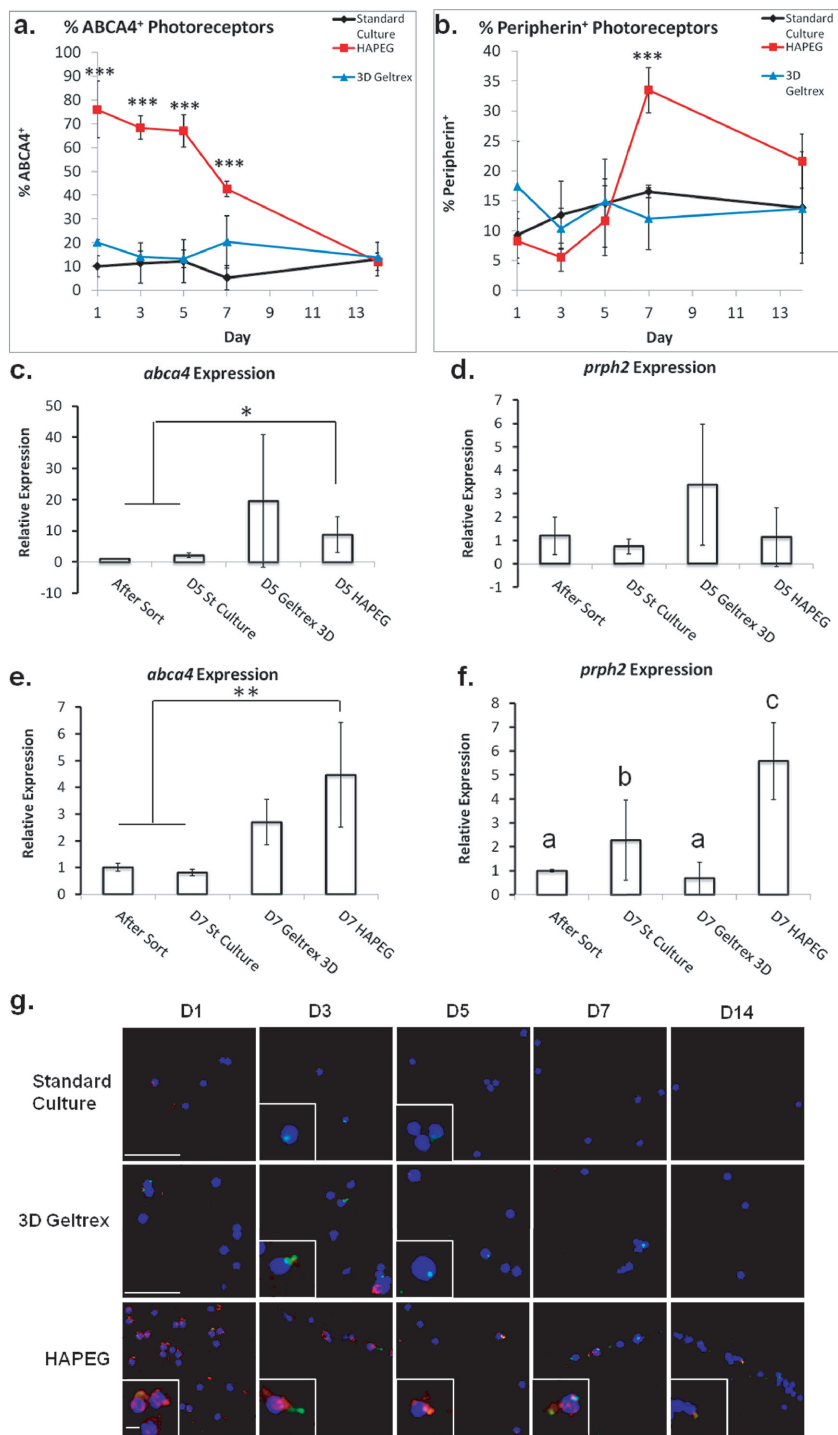 a.
% ABCA4+ Photoreceptors
Standard
Culture
HAPEG
3D Geltrex
% ABCA4+
100
90
80
70
60
50
40
30
20
10
0
***
***
***
***
1 3 5 7 9 11 13
Day
b.
% Peripherin+ Photoreceptors
Standard
Culture
HAPEG
3D Geltrex
% Peripherin+
40
35
30
25
20
15
10
5
0
***
1 3 5 7 9 11 13
Day
c.
abca4 Expression
Relative Expression
50
40
30
20
10
0
-10
*
After Sort
D5 St Culture
D5 Geltrex 3D
D5 HAPEG
d.
prph2 Expression
Relative Expression
7
6
5
4
3
2
1
0
-1
After Sort
D5 St Culture
D5 Geltrex 3D
D5 HAPEG
e.
abca4 Expression
Relative Expression
7
6
5
4
3
2
1
0
**
After Sort
D7 St Culture
D7 Geltrex 3D
D7 HAPEG
f.
prph2 Expression
Relative Expression
8
7
6
5
4
3
2
1
0
a
b
a
c
After Sort
D7 St Culture
D7 Geltrex 3D
D7 HAPEG
g.
D1 D3 D5 D7 D14
Standard
Culture
3D Geltrex
HAPEG